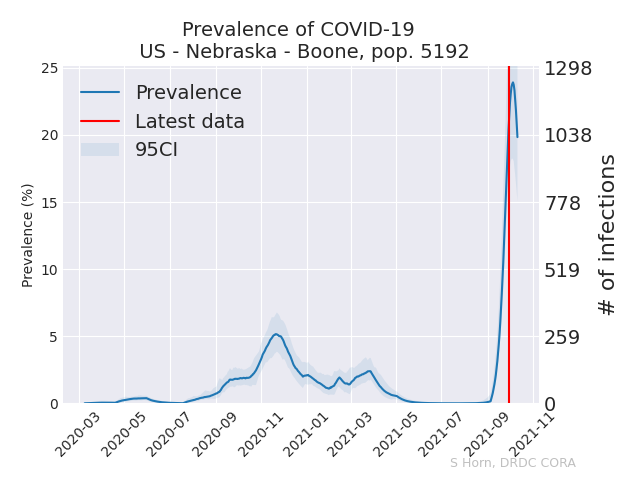 Prevalence of COVID-19
US - Nebraska - Boone, pop. 5192
Prevalence
Latest data
95CI
Prevalence (%)
25
20
15
10
5
0
1298
1038
778
519
259
0
# of infections
2020-03
2020-05
2020-07
2020-09
2020-11
2021-01
2021-03
2021-05
2021-07
2021-09
2021-11
S Horn, DRDC CORA